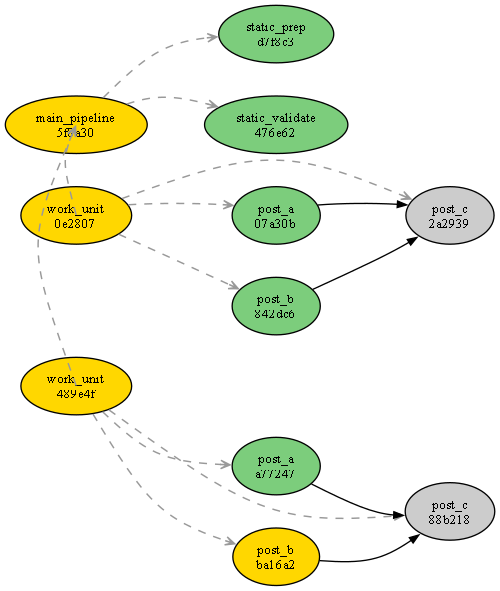 static_prep
d7f8c3
main_pipeline
static_validate
476e62
work_unit
0e2807
post_a
07a30b
post_c
2a2939
post_b
842dc6
work_unit
489e4f
post_a
a77247
post_c
88b218
post_b
ba16a2